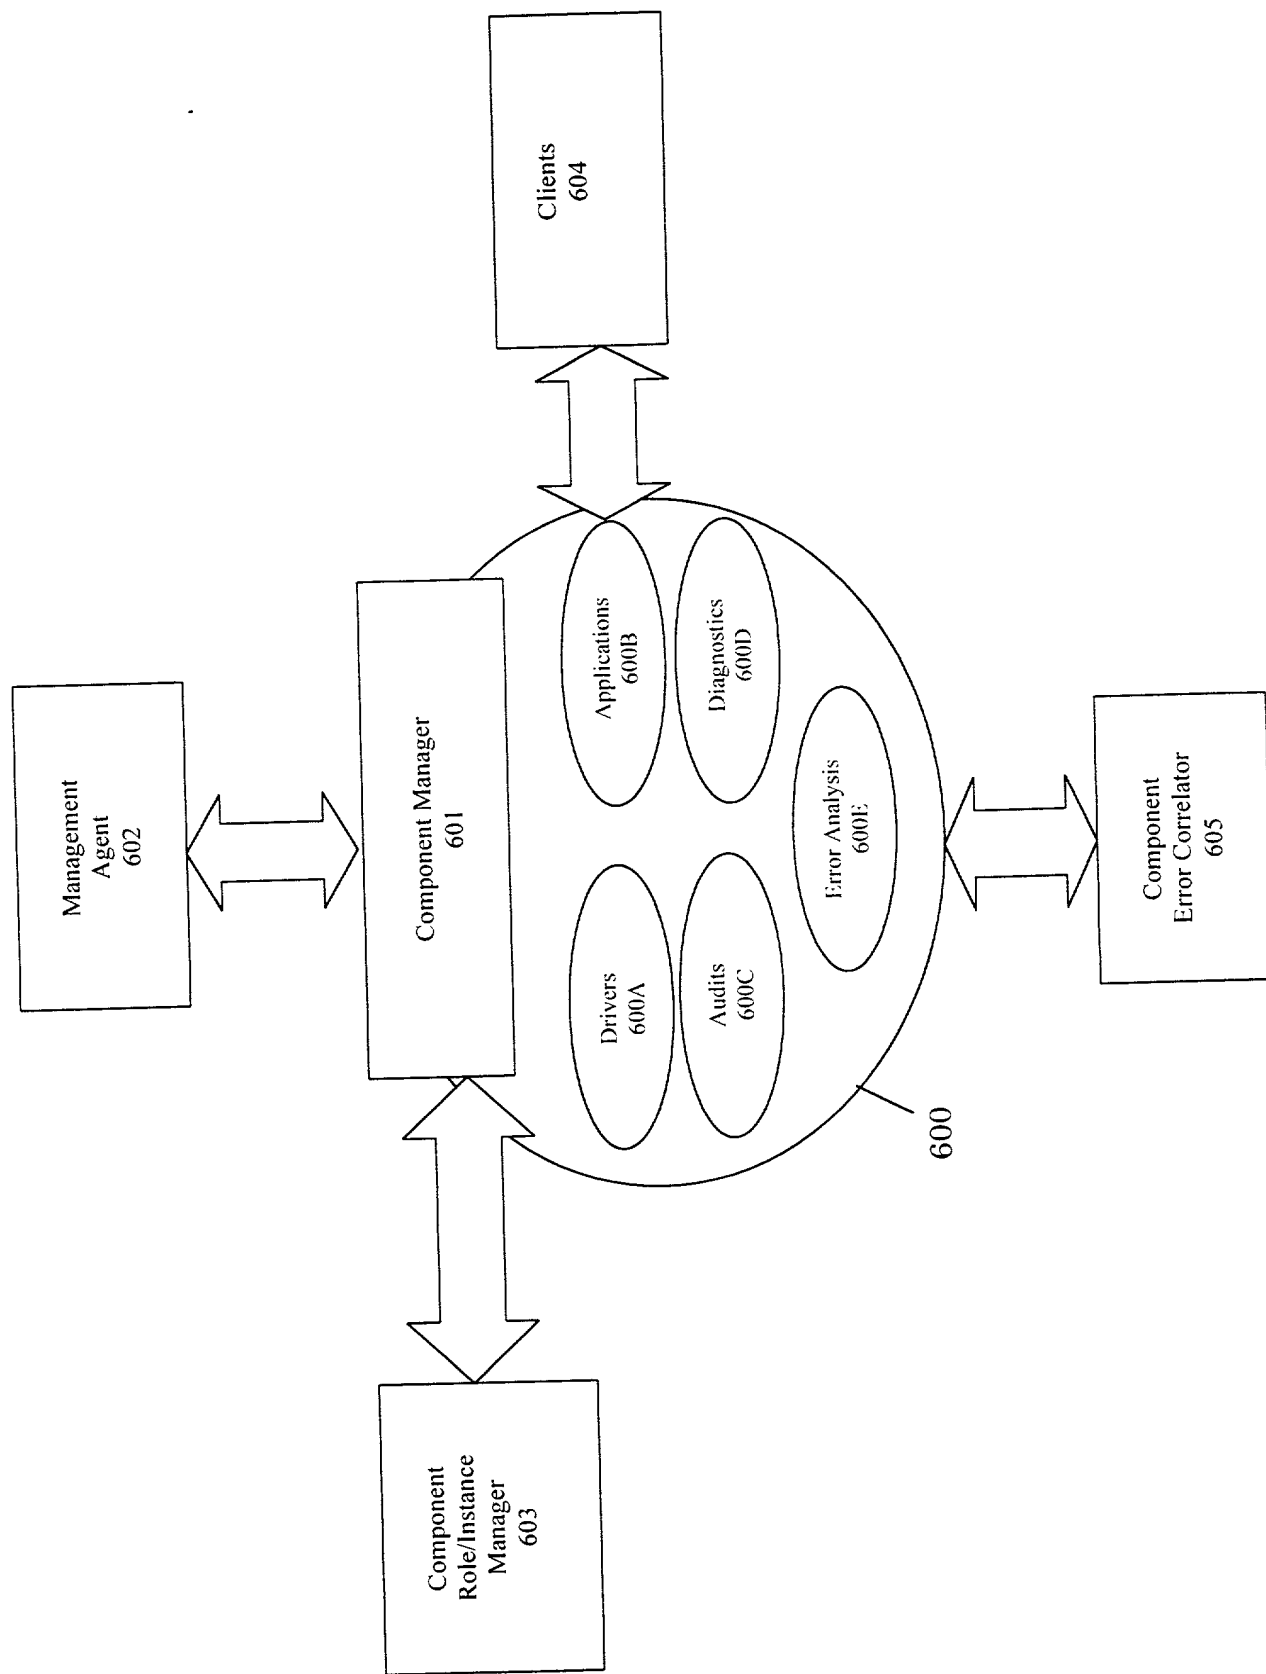 Management
Agent
602
Component Manager
601
Component
Role/Instance
Manager
603
Clients
604
Drivers
600A
Applications
600B
Audits
600C
Diagnostics
600D
Error Analysis
600E
600
Component
Error Correlator
605